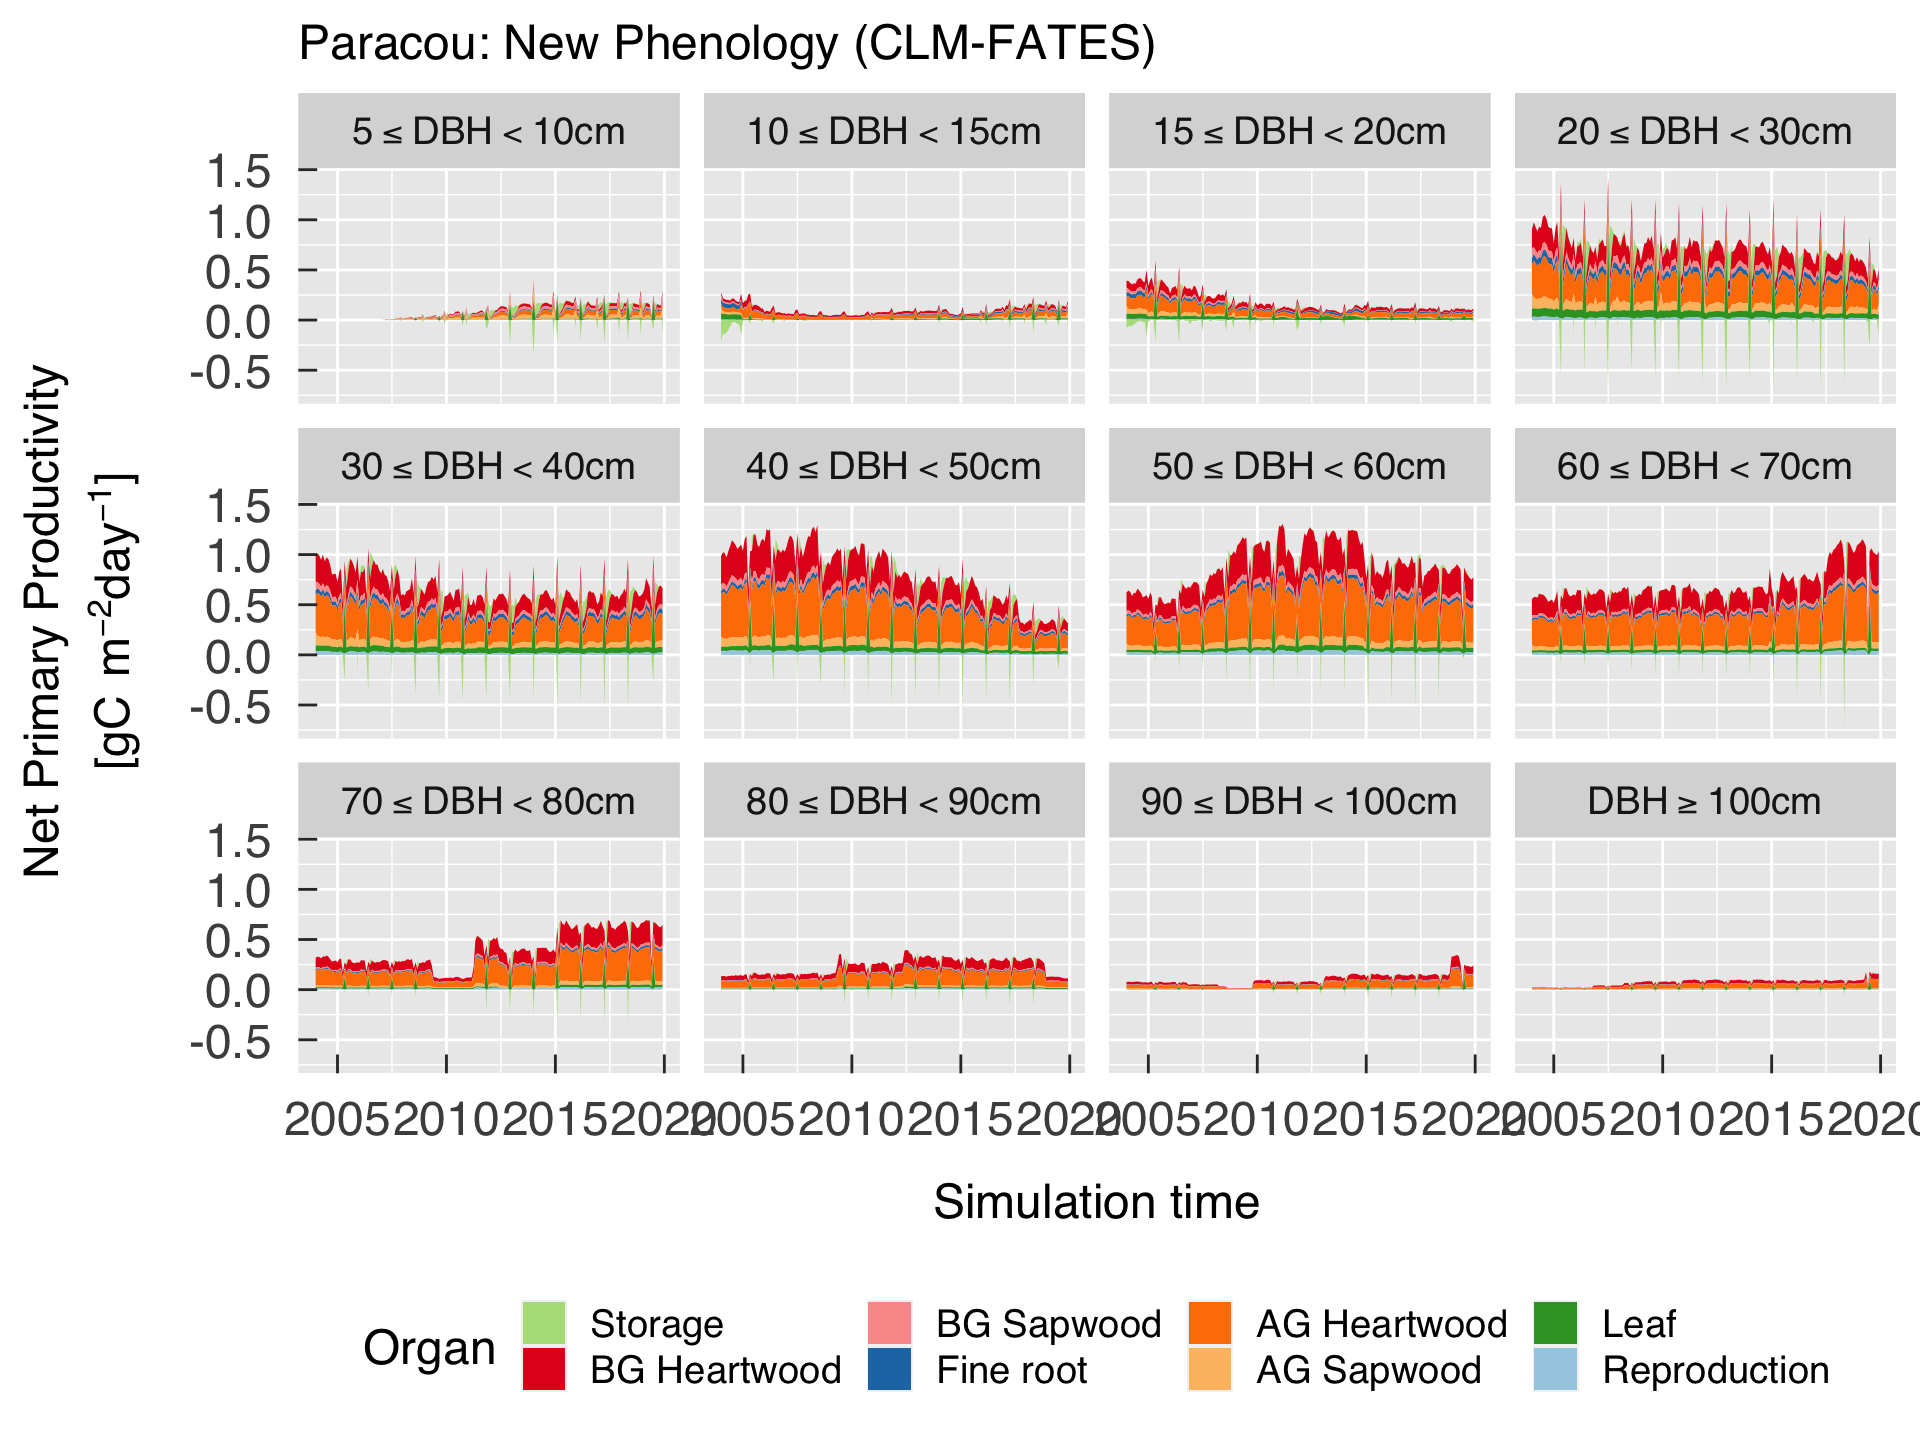 Paracou: New Phenology (CLM-FATES)
5 ≤ DBH < 10cm
10 ≤ DBH < 15cm
15 ≤ DBH < 20cm
20 ≤ DBH < 30cm
1.5
1.0
0.5
0.0
-0.5
30 ≤ DBH < 40cm
40 ≤ DBH < 50cm
50 ≤ DBH < 60cm
60 ≤ DBH < 70cm
1.5
1.0
0.5
0.0
-0.5
70 ≤ DBH < 80cm
80 ≤ DBH < 90cm
90 ≤ DBH < 100cm
DBH ≥ 100cm
1.5
1.0
0.5
0.0
-0.5
2005 2010 2015 2020 2005 2010 2015 2020 2005 2010 2015 2020 2005 2010 2015 2020
Net Primary Productivity
[gC m⁻²day⁻¹]
Simulation time
Organ
Storage
BG Heartwood
BG Sapwood
Fine root
AG Heartwood
AG Sapwood
Leaf
Reproduction